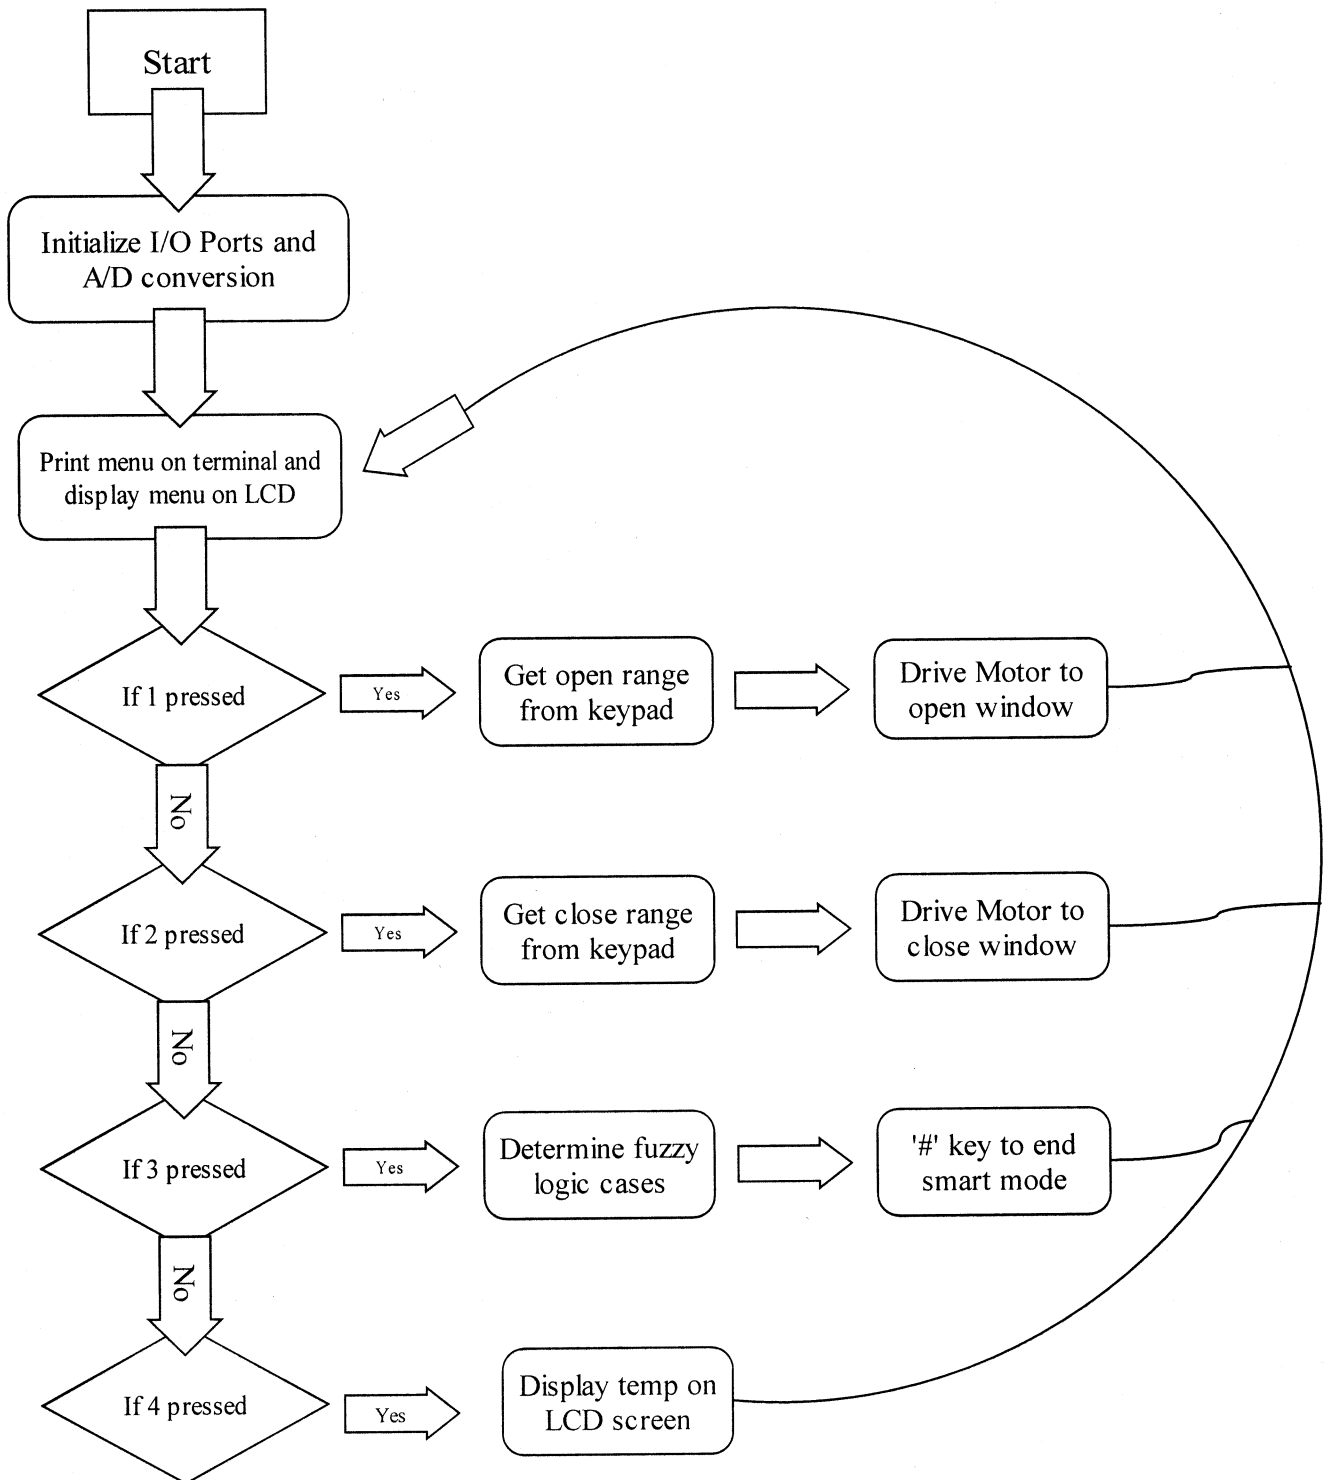 Start
Initialize I/O Ports and
A/D conversion
Print menu on terminal and
display menu on LCD
If 1 pressed
Yes
Get open range
from keypad
Drive Motor to
open window
No
If 2 pressed
Yes
Get close range
from keypad
Drive Motor to
close window
No
If 3 pressed
Yes
Determine fuzzy
logic cases
'#' key to end
smart mode
No
If 4 pressed
Yes
Display temp on
LCD screen